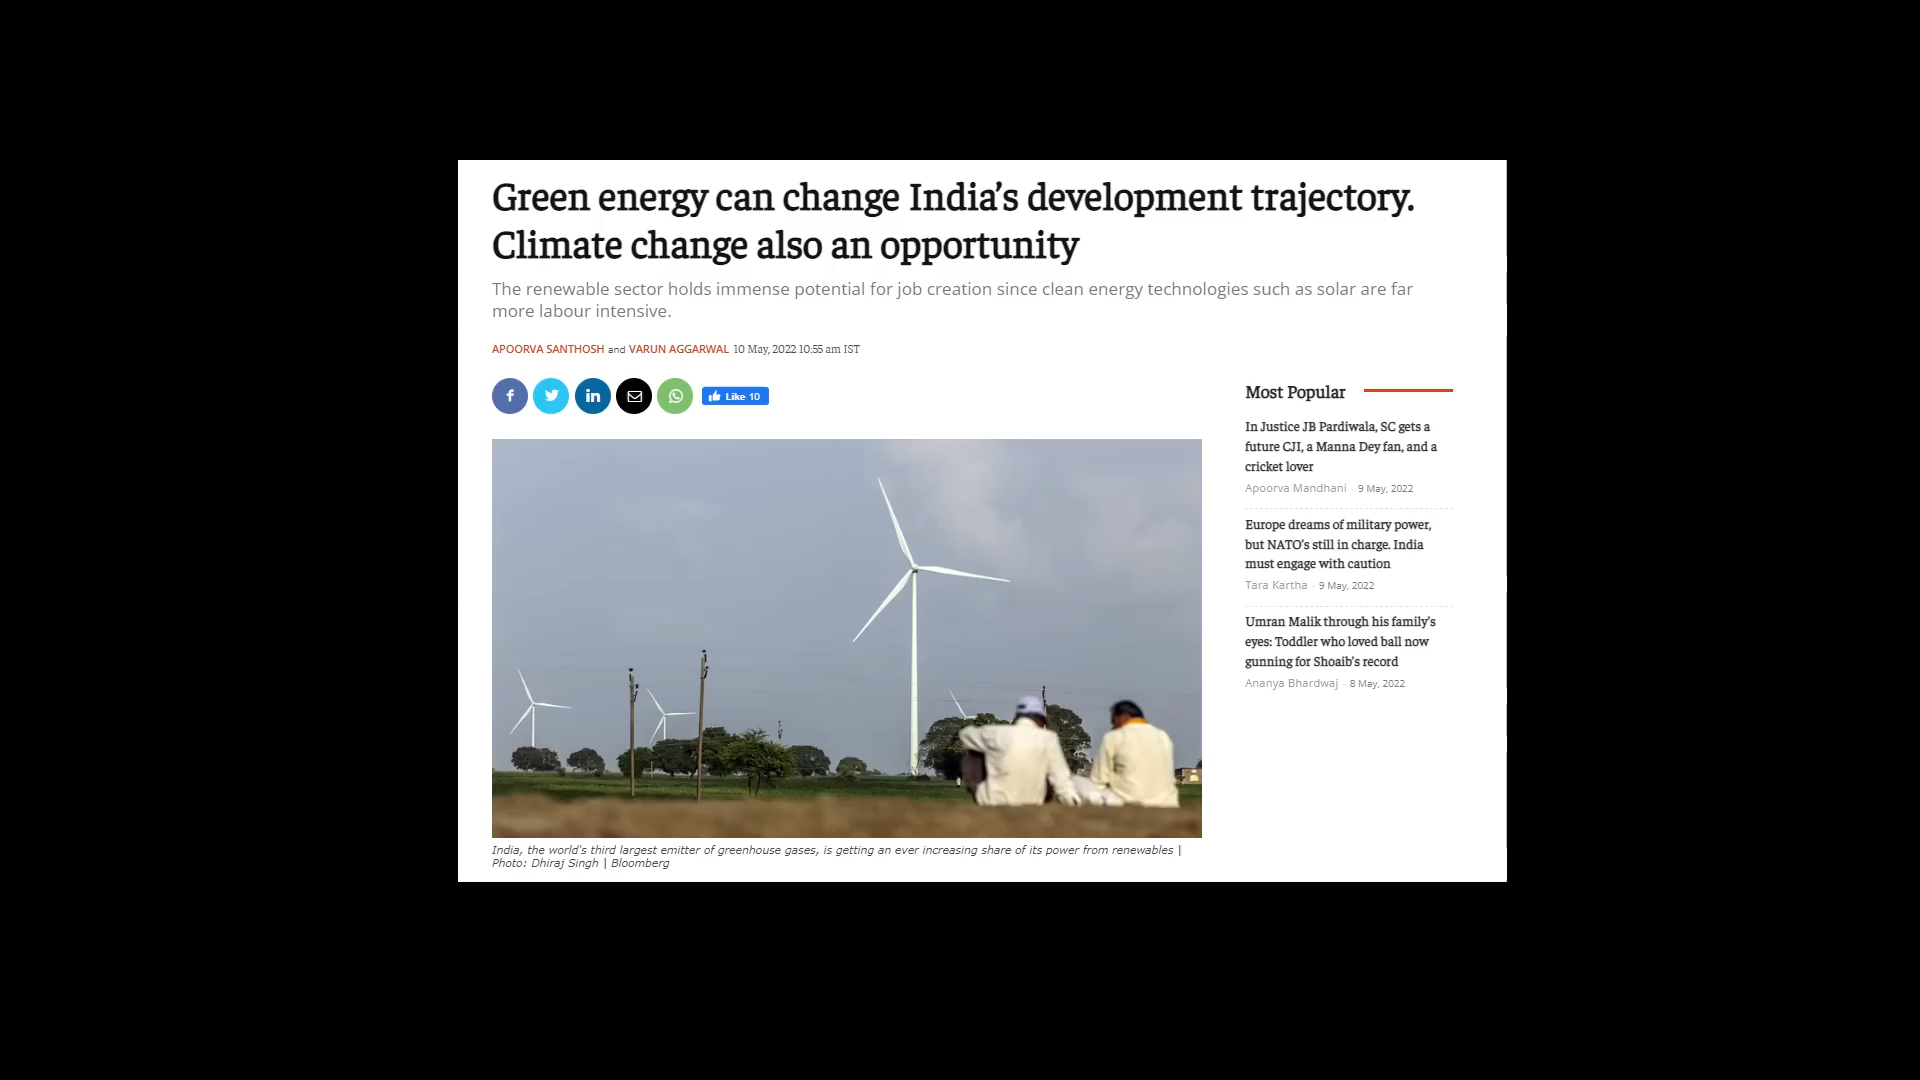 Green energy can change India's development trajectory.
Climate change also an opportunity
The renewable sector holds immense potential for job creation since clean energy technologies such as solar are far
more labour intensive.
APOORVA SANTHOSH and VARUN AGGARWAL 10 May, 2022 10:55 am IST
Like 10
Most Popular
In Justice JB Pardiwala, SC gets a
future CJI, a Manna Dey fan, and a
cricket lover
Apoorva Mandhani - 9 May, 2022
Europe dreams of military power,
but NATO's still in charge. India
must engage with caution
Tara Kartha - 9 May, 2022
Umran Malik through his family's
eyes: Toddler who loved ball now
gunning for Shoaib's record
Ananya Bhardwaj - 8 May, 2022
India, the world's third largest emitter of greenhouse gases, is getting an ever increasing share of its power from renewables |
Photo: Dhiraj Singh | Bloomberg